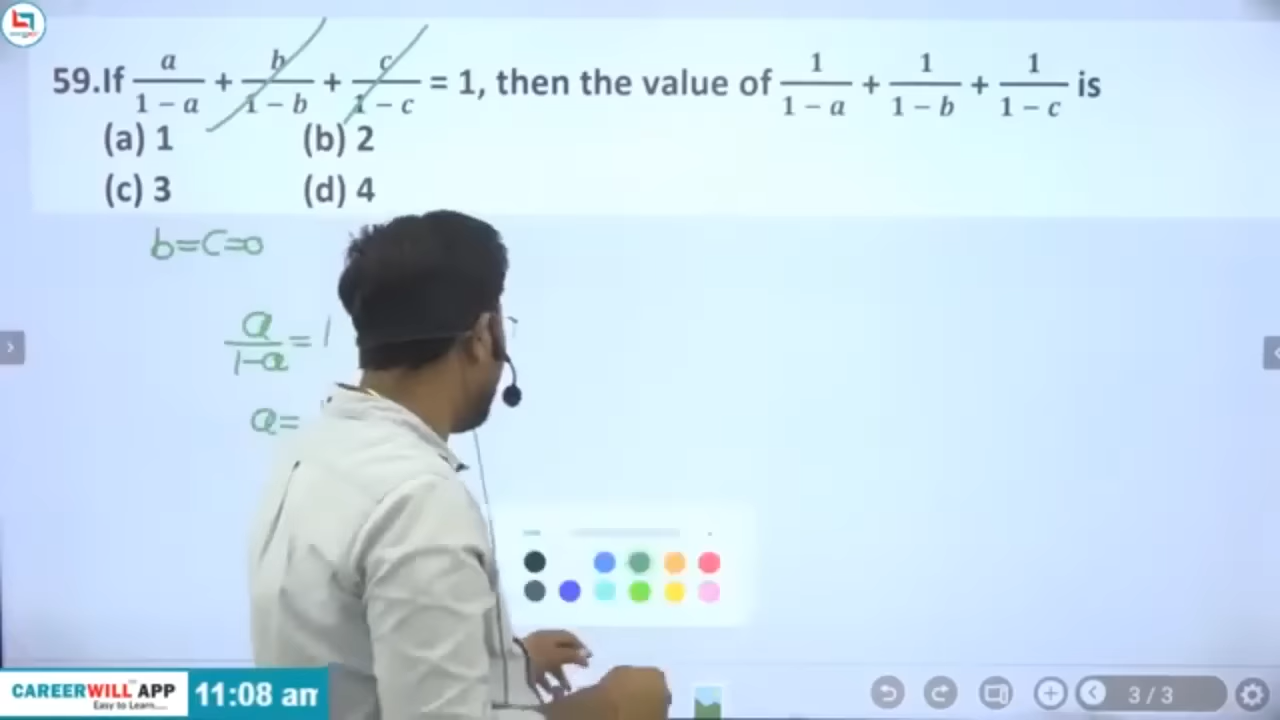 59.If a/(1 − a) + b/(1 − b) + c/(1 − c) = 1, then the value of 1/(1 − a) + 1/(1 − b) + 1/(1 − c) is
(a) 1 (b) 2
(c) 3 (d) 4
b=c=0
a/(1-a) = 1
a=
CAREERWILL APP
Easy to Learn.....
11:08 am
3 / 3